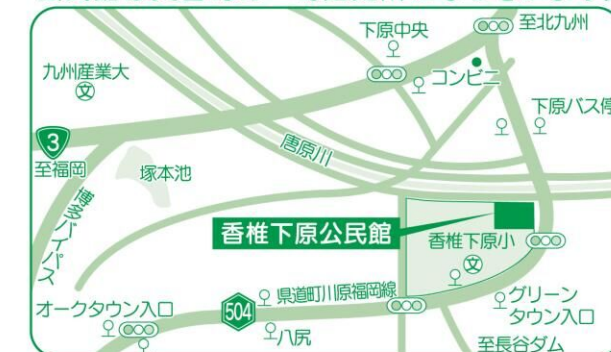 下原中央
至北九州
コンビニ
九州産業大
文
下原バス停
3
至福岡
唐原川
塚本池
博多バイパス
香椎下原公民館
香椎下原小
文
504
県道町川原福岡線
グリーン
タウン入口
オークタウン入口
八尻
至長谷ダム